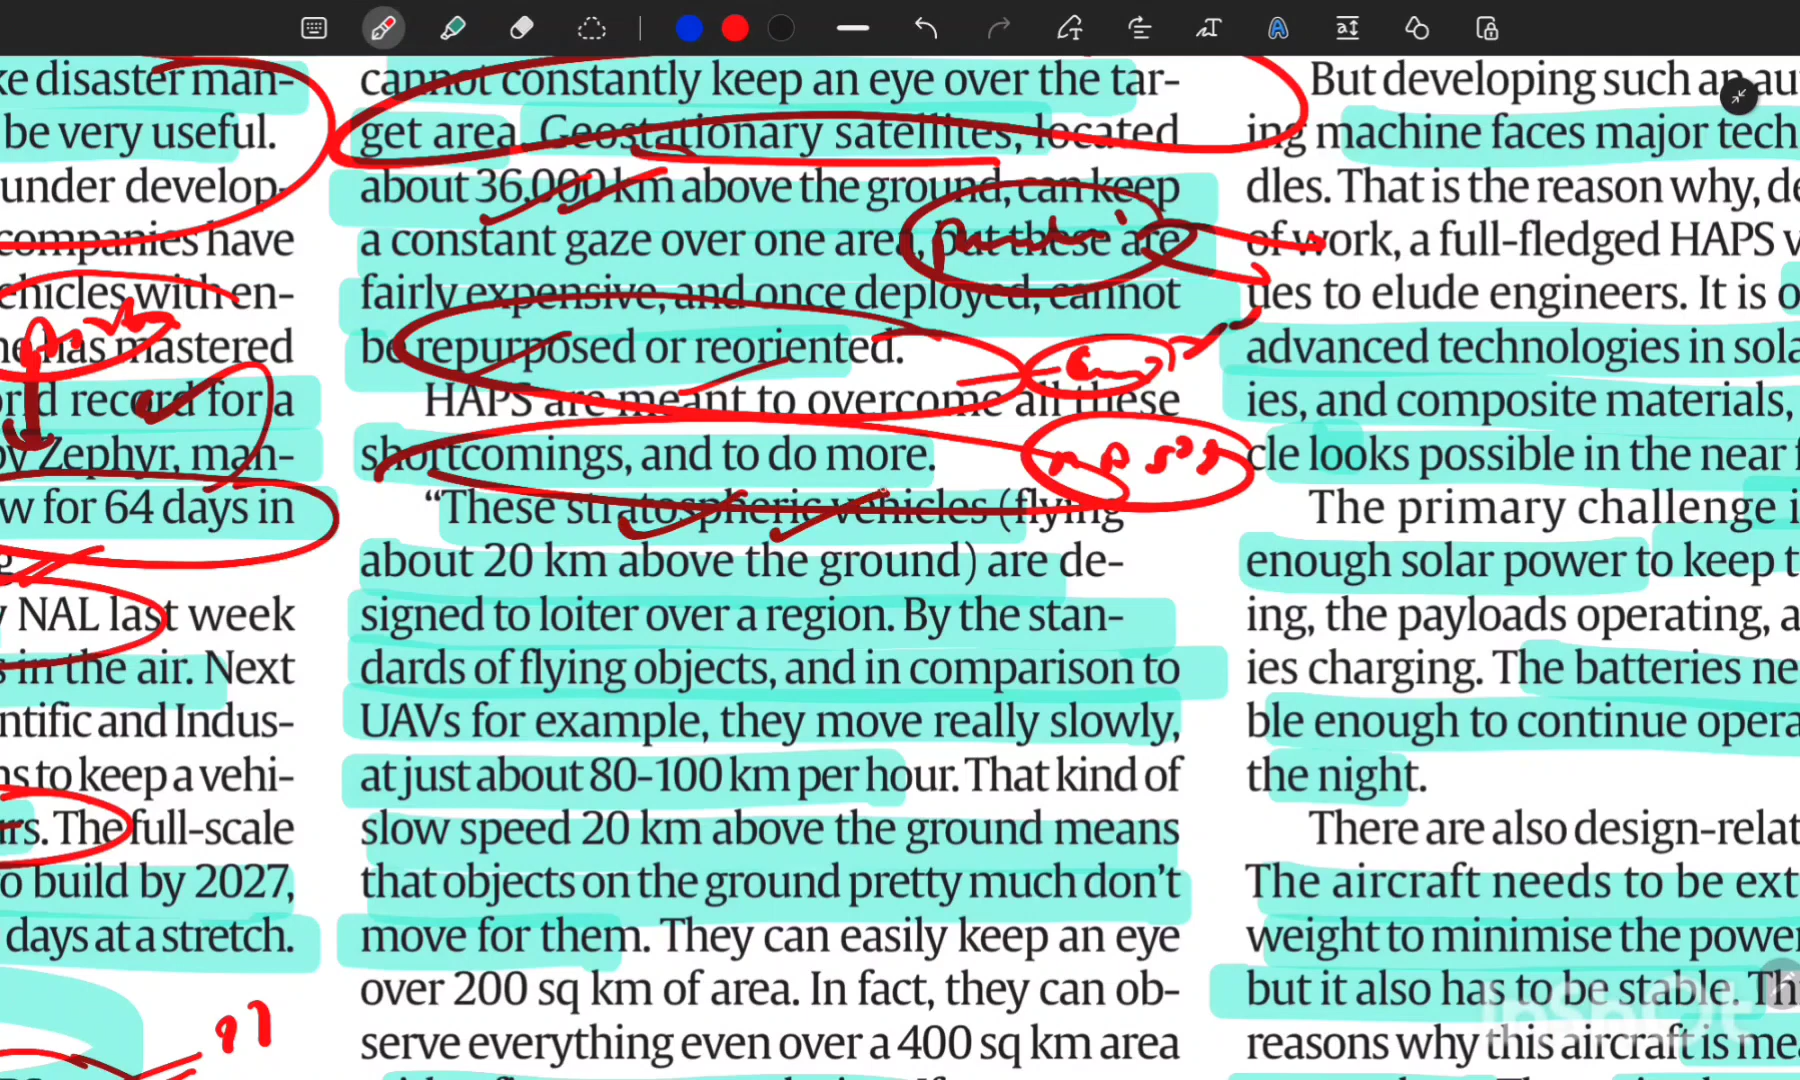 ke disaster man-
be very useful.
under develop-
companies have
ehicles with en-
has mastered
orld record for a
by Zephyr, man-
w for 64 days in
g
y NAL last week
s in the air. Next
ntific and Indus-
ns to keep a vehi-
rs. The full-scale
o build by 2027,
days at a stretch.
cannot constantly keep an eye over the tar-
get area. Geostationary satellites, located
about 36,000 km above the ground, can keep
a constant gaze over one area, but these are
fairly expensive, and once deployed, cannot
be repurposed or reoriented.
HAPS are meant to overcome all these
shortcomings, and to do more.
“These stratospheric vehicles (flying
about 20 km above the ground) are de-
signed to loiter over a region. By the stan-
dards of flying objects, and in comparison to
UAVs for example, they move really slowly,
at just about 80-100 km per hour. That kind of
slow speed 20 km above the ground means
that objects on the ground pretty much don’t
move for them. They can easily keep an eye
over 200 sq km of area. In fact, they can ob-
serve everything even over a 400 sq km area
But developing such an au
ing machine faces major tech
dles. That is the reason why, de
of work, a full-fledged HAPS v
ues to elude engineers. It is o
advanced technologies in sola
ies, and composite materials,
cle looks possible in the near f
The primary challenge i
enough solar power to keep t
ing, the payloads operating, a
ies charging. The batteries ne
ble enough to continue opera
the night.
There are also design-relat
The aircraft needs to be ext
weight to minimise the power
but it also has to be stable. Th
reasons why this aircraft is mea